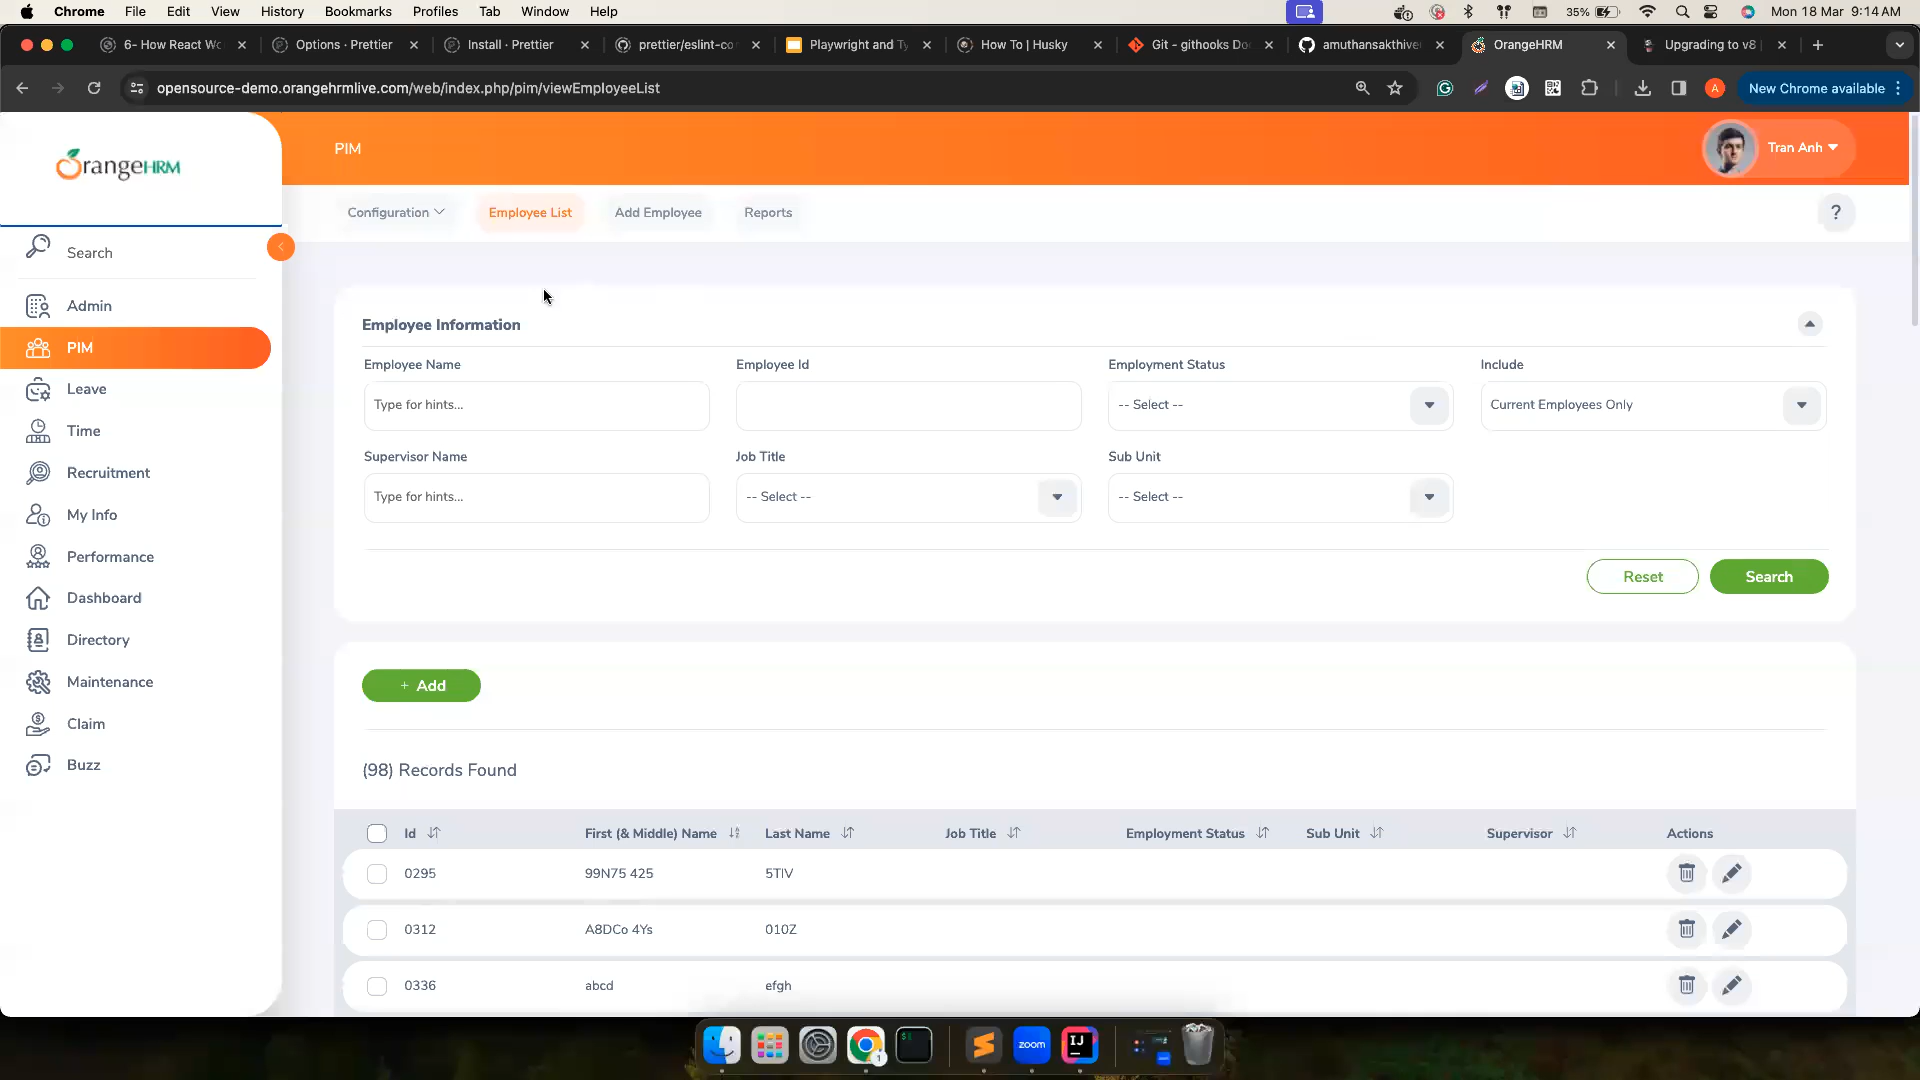 Chrome File Edit View History Bookmarks Profiles Tab Window Help 35% Mon 18 Mar 9:14 AM
6- How React Wo Options · Prettier Install · Prettier prettier/eslint-co Playwright and Ty How To | Husky Git - githooks Do amuthansakthive OrangeHRM Upgrading to v8
opensource-demo.orangehrmlive.com/web/index.php/pim/viewEmployeeList A New Chrome available
OrangeHRM
PIM
Tran Anh
Configuration Employee List Add Employee Reports ?
Search
Admin
PIM
Leave
Time
Recruitment
My Info
Performance
Dashboard
Directory
Maintenance
Claim
Buzz
Employee Information
Employee Name Employee Id Employment Status Include
Type for hints... -- Select -- Current Employees Only
Supervisor Name Job Title Sub Unit
Type for hints... -- Select -- -- Select --
Reset Search
+ Add
(98) Records Found
Id First (& Middle) Name Last Name Job Title Employment Status Sub Unit Supervisor Actions
0295 99N75 425 5TIV
0312 A8DCo 4Ys 010Z
0336 abcd efgh
1 zoom IJ